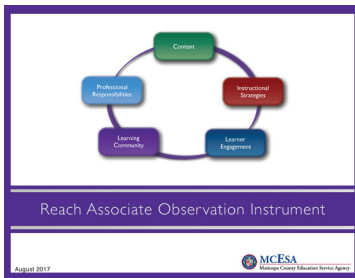 Content
Professional
Responsibilities
Instructional
Strategies
Learning
Community
Learner
Engagement
Reach Associate Observation Instrument
August 2017
MCESA
Maricopa County Education Service Agency